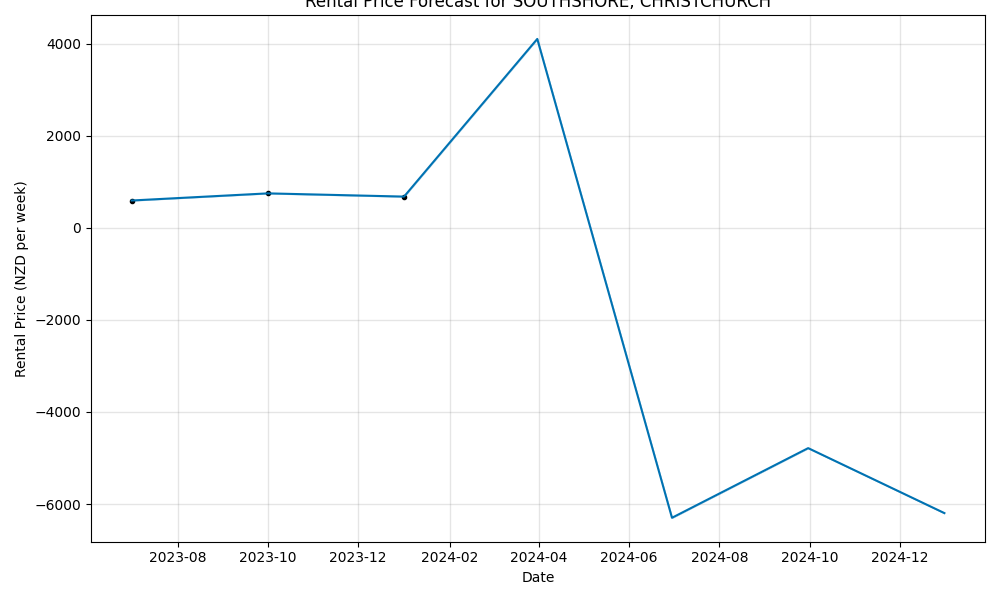 Rental Price Forecast for SOUTHSHORE, CHRISTCHURCH
4000
2000
0
−2000
−4000
−6000
Rental Price (NZD per week)
2023-08 2023-10 2023-12 2024-02 2024-04 2024-06 2024-08 2024-10 2024-12
Date